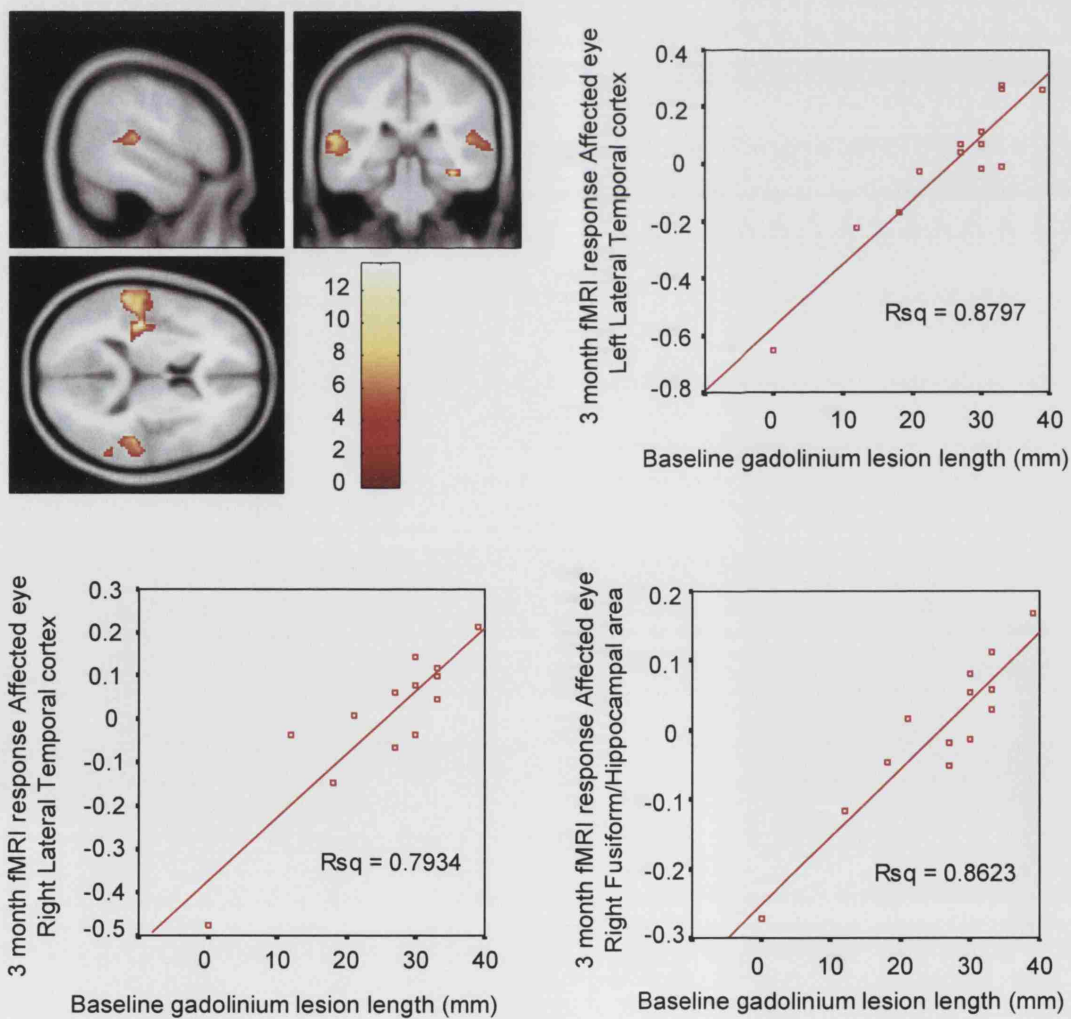 12
10
8
6
4
2
0
3 month fMRI response Affected eye
Left Lateral Temporal cortex
0.4
0.2
0
-0.2
-0.4
-0.6
-0.8
Rsq = 0.8797
0 10 20 30 40
Baseline gadolinium lesion length (mm)
3 month fMRI response Affected eye
Right Lateral Temporal cortex
0.3
0.2
0.1
0
-0.1
-0.2
-0.3
-0.4
-0.5
Rsq = 0.7934
0 10 20 30 40
Baseline gadolinium lesion length (mm)
3 month fMRI response Affected eye
Right Fusiform/Hippocampal area
0.2
0.1
0
-0.1
-0.2
-0.3
Rsq = 0.8623
0 10 20 30 40
Baseline gadolinium lesion length (mm)